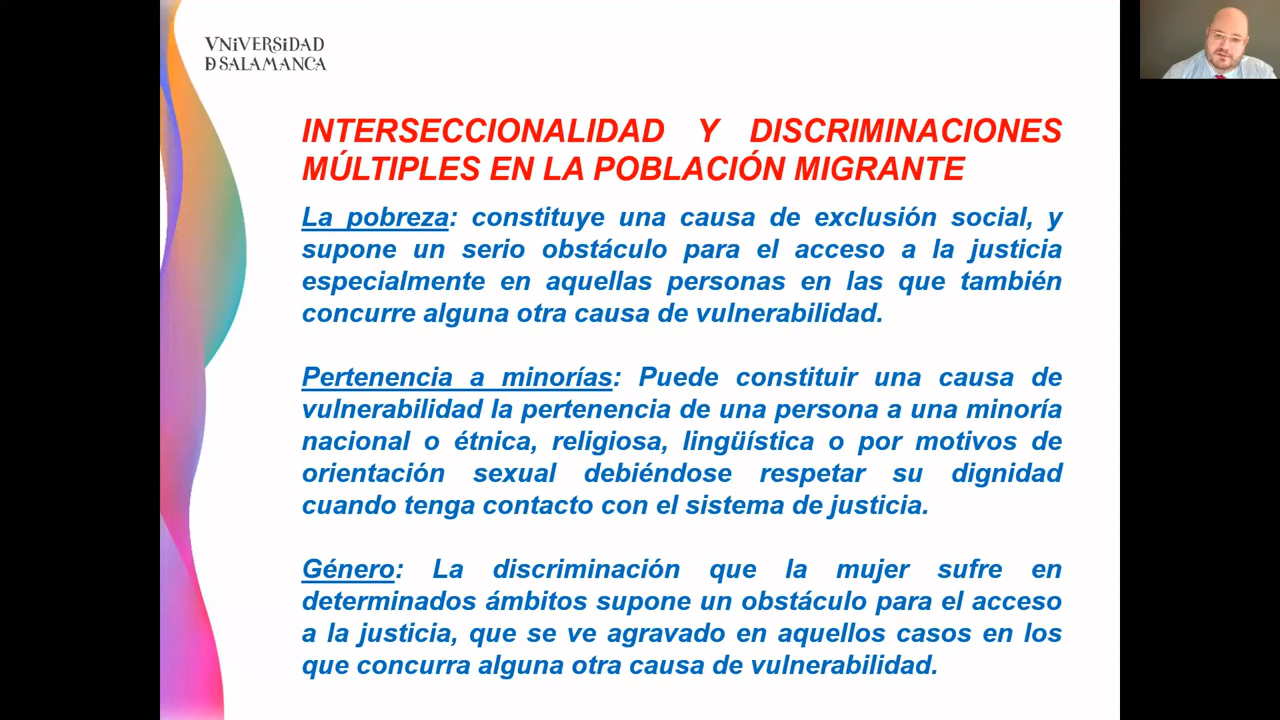 VNiVERSiDAD
D SALAMANCA
INTERSECCIONALIDAD Y DISCRIMINACIONES
MÚLTIPLES EN LA POBLACIÓN MIGRANTE
La pobreza: constituye una causa de exclusión social, y
supone un serio obstáculo para el acceso a la justicia
especialmente en aquellas personas en las que también
concurre alguna otra causa de vulnerabilidad.
Pertenencia a minorías: Puede constituir una causa de
vulnerabilidad la pertenencia de una persona a una minoría
nacional o étnica, religiosa, lingüística o por motivos de
orientación sexual debiéndose respetar su dignidad
cuando tenga contacto con el sistema de justicia.
Género: La discriminación que la mujer sufre en
determinados ámbitos supone un obstáculo para el acceso
a la justicia, que se ve agravado en aquellos casos en los
que concurra alguna otra causa de vulnerabilidad.